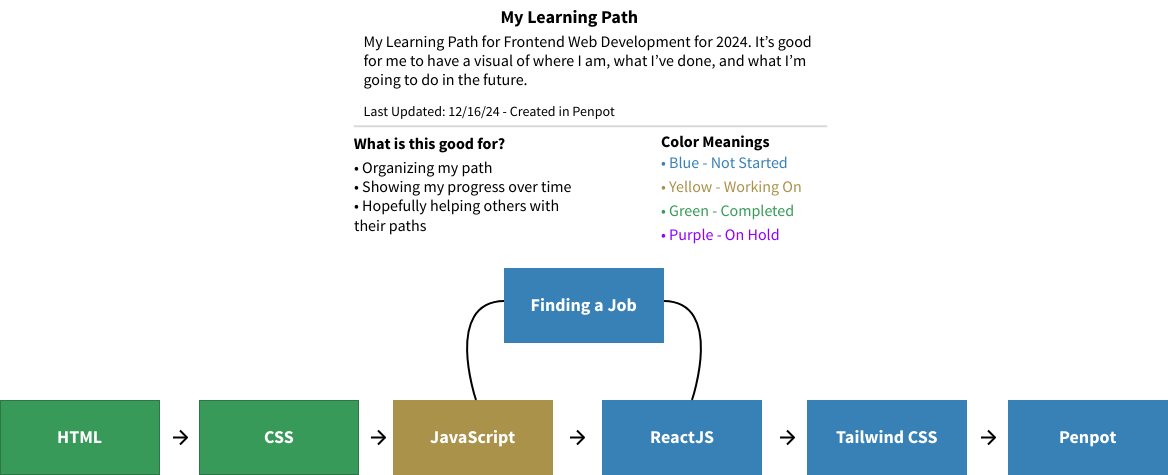 My Learning Path
My Learning Path for Frontend Web Development for 2024. It’s good
for me to have a visual of where I am, what I’ve done, and what I’m
going to do in the future.
Last Updated: 12/16/24 - Created in Penpot
What is this good for?
• Organizing my path
• Showing my progress over time
• Hopefully helping others with
their paths
Color Meanings
• Blue - Not Started
• Yellow - Working On
• Green - Completed
• Purple - On Hold
Finding a Job
HTML
CSS
JavaScript
ReactJS
Tailwind CSS
Penpot